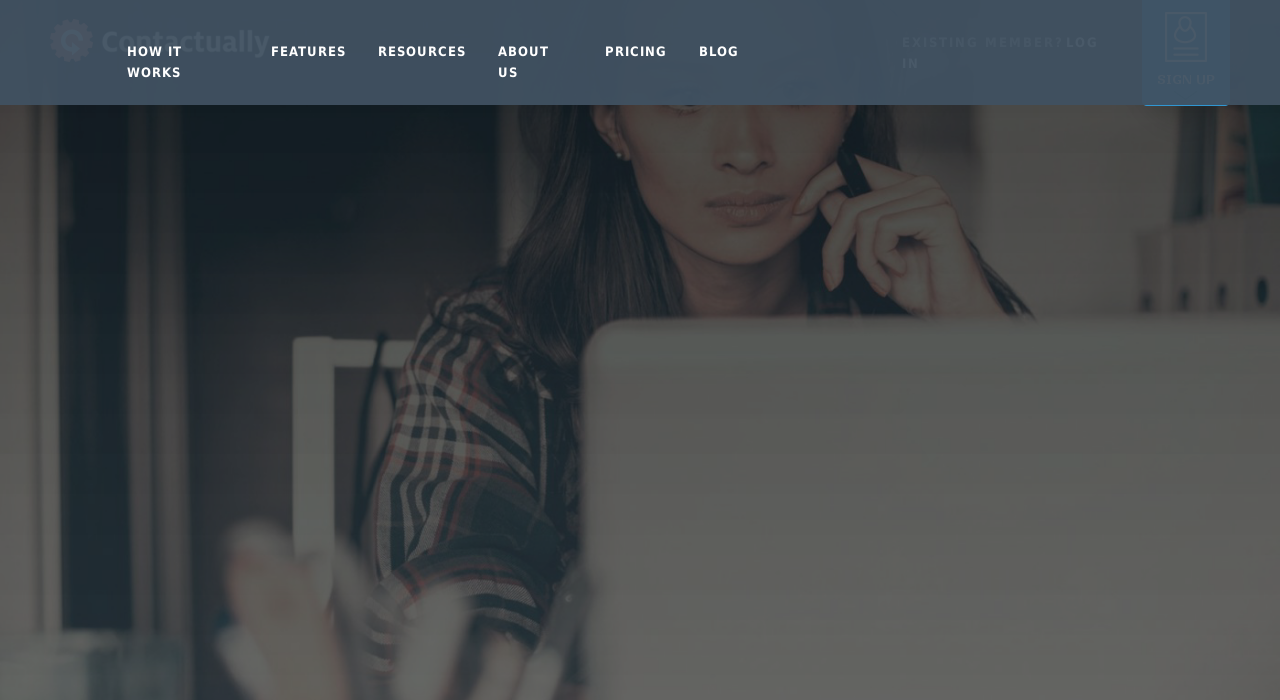 Contactually
HOW IT
WORKS
FEATURES
RESOURCES
ABOUT
US
PRICING
BLOG
EXISTING MEMBER? LOG
IN
SIGN UP